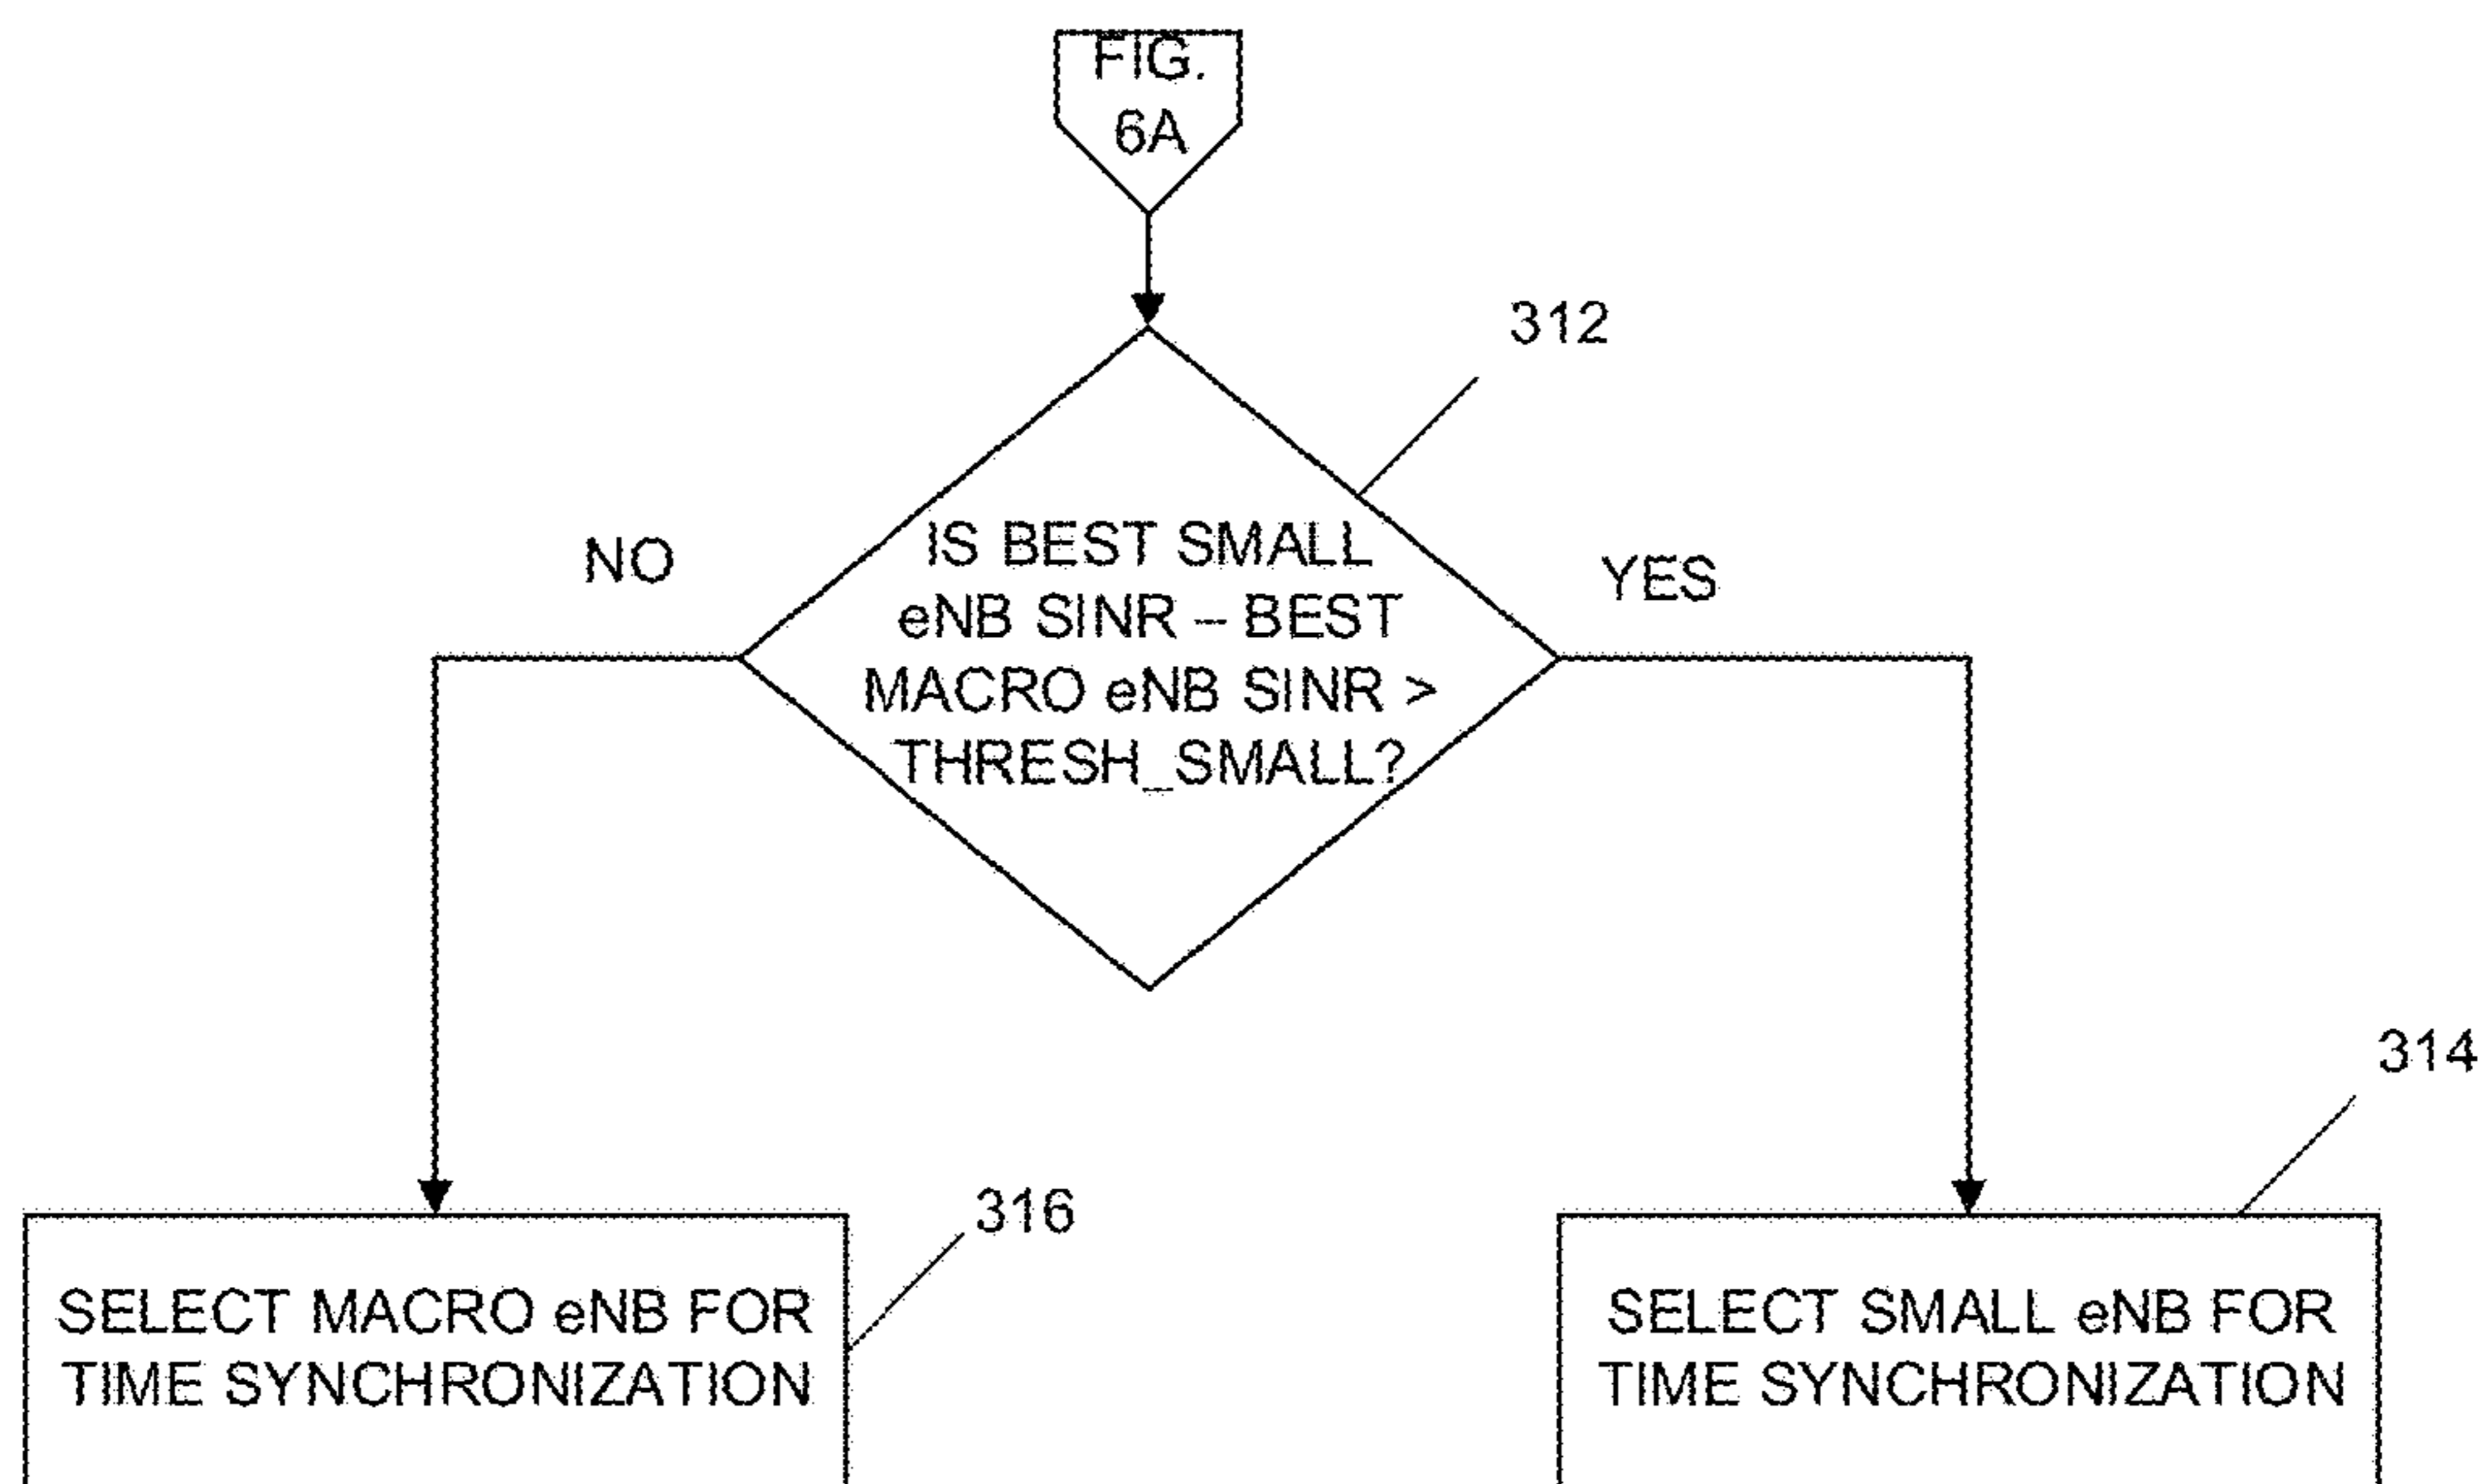 FIG.
6A
312
IS BEST SMALL
eNB SINR – BEST
MACRO eNB SINR >
THRESH_SMALL?
NO
YES
314
316
SELECT MACRO eNB FOR
TIME SYNCHRONIZATION
SELECT SMALL eNB FOR
TIME SYNCHRONIZATION